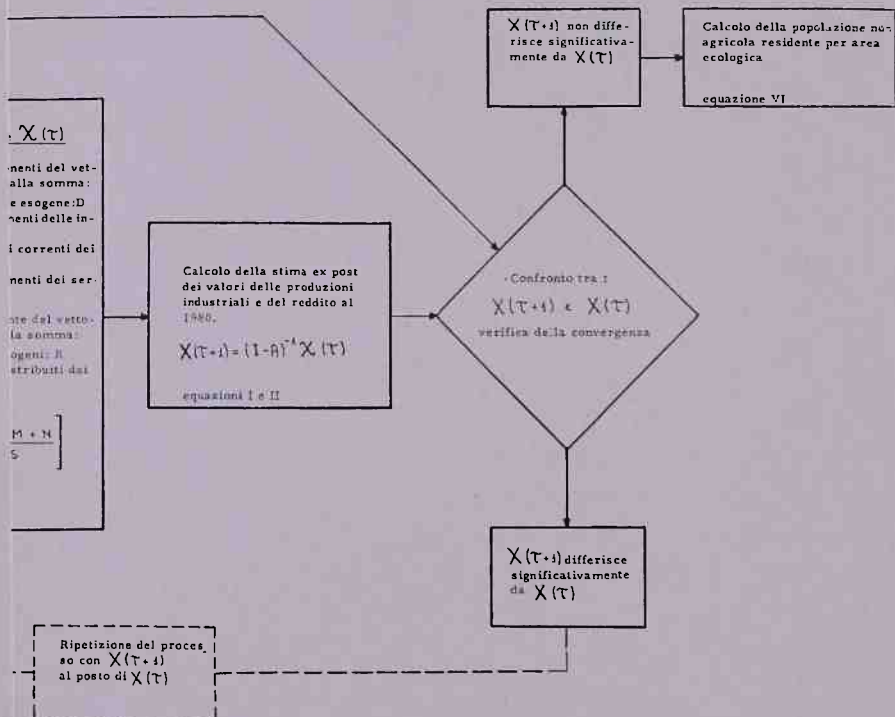 X(τ+1) non diffe-
risce significativa-
mente da X(τ)
Calcolo della popolazione non
agricola residente per area
ecologica
equazione VI
X(τ)
nenti del vet-
alla somma:
e esogene: D
nenti delle in-
i correnti dei
nenti dei ser-
nte del vetto-
la somma:
ogeni: R
stribuiti dai
M + N
S
Calcolo della stima ex post
dei valori delle produzioni
industriali e del reddito al
1980.
X(τ+1) = (I-A)⁻¹ X(τ)
equazioni I e II
Confronto tra:
X(τ+1) e X(τ)
verifica della convergenza
X(τ+1) differisce
significativamente
da X(τ)
Ripetizione del proces
so con X(τ+1)
al posto di X(τ)